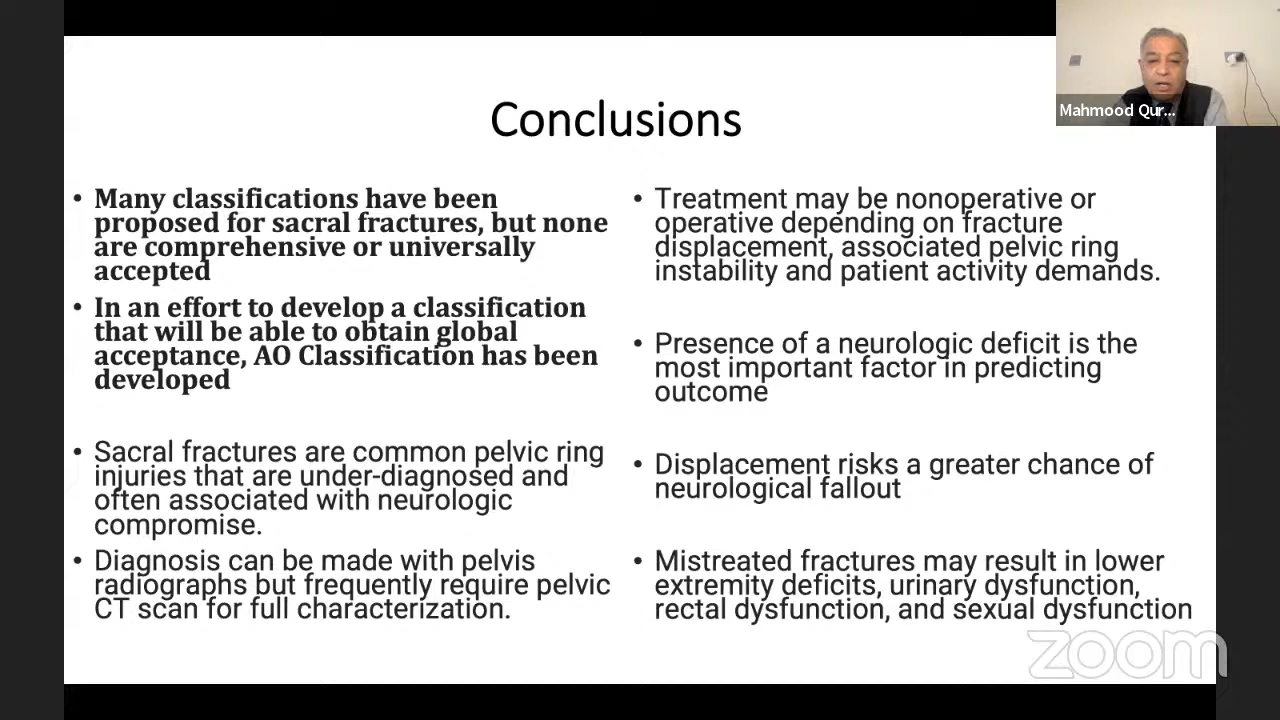 Conclusions
• Many classifications have been
proposed for sacral fractures, but none
are comprehensive or universally
accepted
• In an effort to develop a classification
that will be able to obtain global
acceptance, AO Classification has been
developed
• Sacral fractures are common pelvic ring
injuries that are under-diagnosed and
often associated with neurologic
compromise.
• Diagnosis can be made with pelvis
radiographs but frequently require pelvic
CT scan for full characterization.
• Treatment may be nonoperative or
operative depending on fracture
displacement, associated pelvic ring
instability and patient activity demands.
• Presence of a neurologic deficit is the
most important factor in predicting
outcome
• Displacement risks a greater chance of
neurological fallout
• Mistreated fractures may result in lower
extremity deficits, urinary dysfunction,
rectal dysfunction, and sexual dysfunction
Mahmood Qur...
zoom